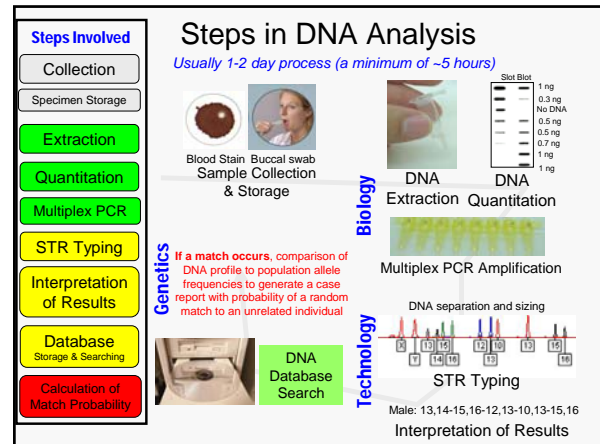 Steps Involved
Collection
Specimen Storage
Extraction
Quantitation
Multiplex PCR
STR Typing
Interpretation
of Results
Database
Storage & Searching
Calculation of
Match Probability
Steps in DNA Analysis
Usually 1-2 day process (a minimum of ~5 hours)
Blood Stain
Buccal swab
Sample Collection
& Storage
DNA
Extraction
Slot Blot
1 ng
0.3 ng
No DNA
0.5 ng
0.5 ng
0.7 ng
1 ng
1 ng
DNA
Quantitation
Biology
Multiplex PCR Amplification
Genetics
If a match occurs, comparison of
DNA profile to population allele
frequencies to generate a case
report with probability of a random
match to an unrelated individual
DNA
Database
Search
Technology
DNA separation and sizing
X 13 15 12 10 13 15
Y 14 16 13 16
STR Typing
Male: 13,14-15,16-12,13-10,13-15,16
Interpretation of Results